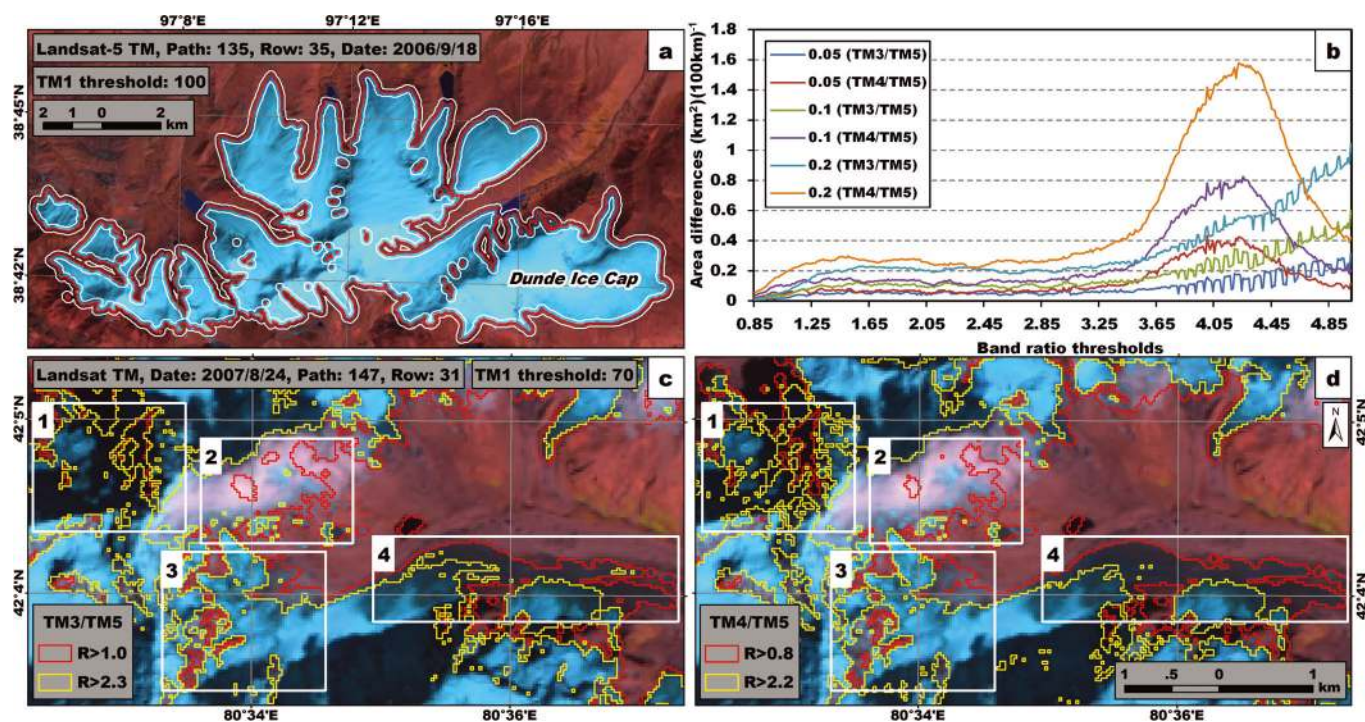 97°8'E
97°12'E
97°16'E
Landsat-5 TM, Path: 135, Row: 35, Date: 2006/9/18
a
TM1 threshold: 100
2 1 0 2
km
38°45'N
38°42'N
Dunde Ice Cap
b
Area differences (km²)(100km)⁻¹
1.8
1.6
1.4
1.2
1
0.8
0.6
0.4
0.2
0
0.05 (TM3/TM5)
0.05 (TM4/TM5)
0.1 (TM3/TM5)
0.1 (TM4/TM5)
0.2 (TM3/TM5)
0.2 (TM4/TM5)
0.85 1.25 1.65 2.05 2.45 2.85 3.25 3.65 4.05 4.45 4.85
Band ratio thresholds
Landsat TM, Date: 2007/8/24, Path: 147, Row: 31
TM1 threshold: 70
c
1
2
3
4
42°5'N
42°4'N
TM3/TM5
R>1.0
R>2.3
80°34'E
80°36'E
d
N
1
2
3
4
42°5'N
42°4'N
TM4/TM5
R>0.8
R>2.2
1 .5 0 1
km
80°34'E
80°36'E